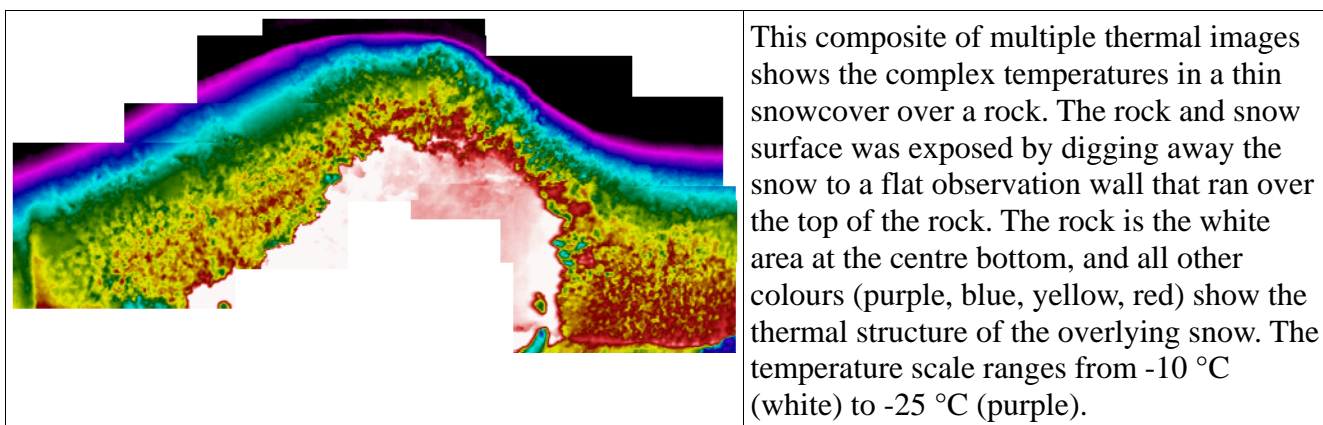 This composite of multiple thermal images
shows the complex temperatures in a thin
snowcover over a rock. The rock and snow
surface was exposed by digging away the
snow to a flat observation wall that ran over
the top of the rock. The rock is the white
area at the centre bottom, and all other
colours (purple, blue, yellow, red) show the
thermal structure of the overlying snow. The
temperature scale ranges from -10 °C
(white) to -25 °C (purple).